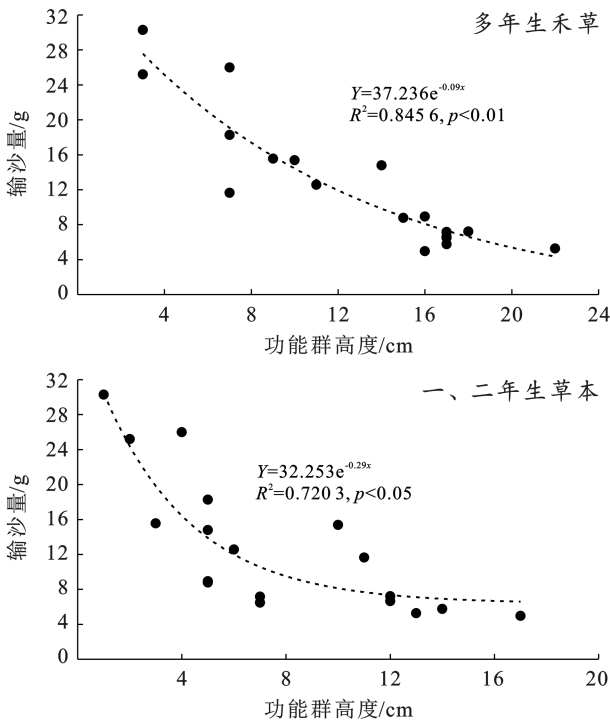 多年生禾草
32
28
24
20
16
12
8
4
0
输沙量/g
Y=37.236e^-0.09x
R²=0.845 6, p<0.01
4 8 12 16 20 24
功能群高度/cm
一、二年生草本
32
28
24
20
16
12
8
4
0
输沙量/g
Y=32.253e^-0.29x
R²=0.720 3, p<0.05
4 8 12 16 20
功能群高度/cm